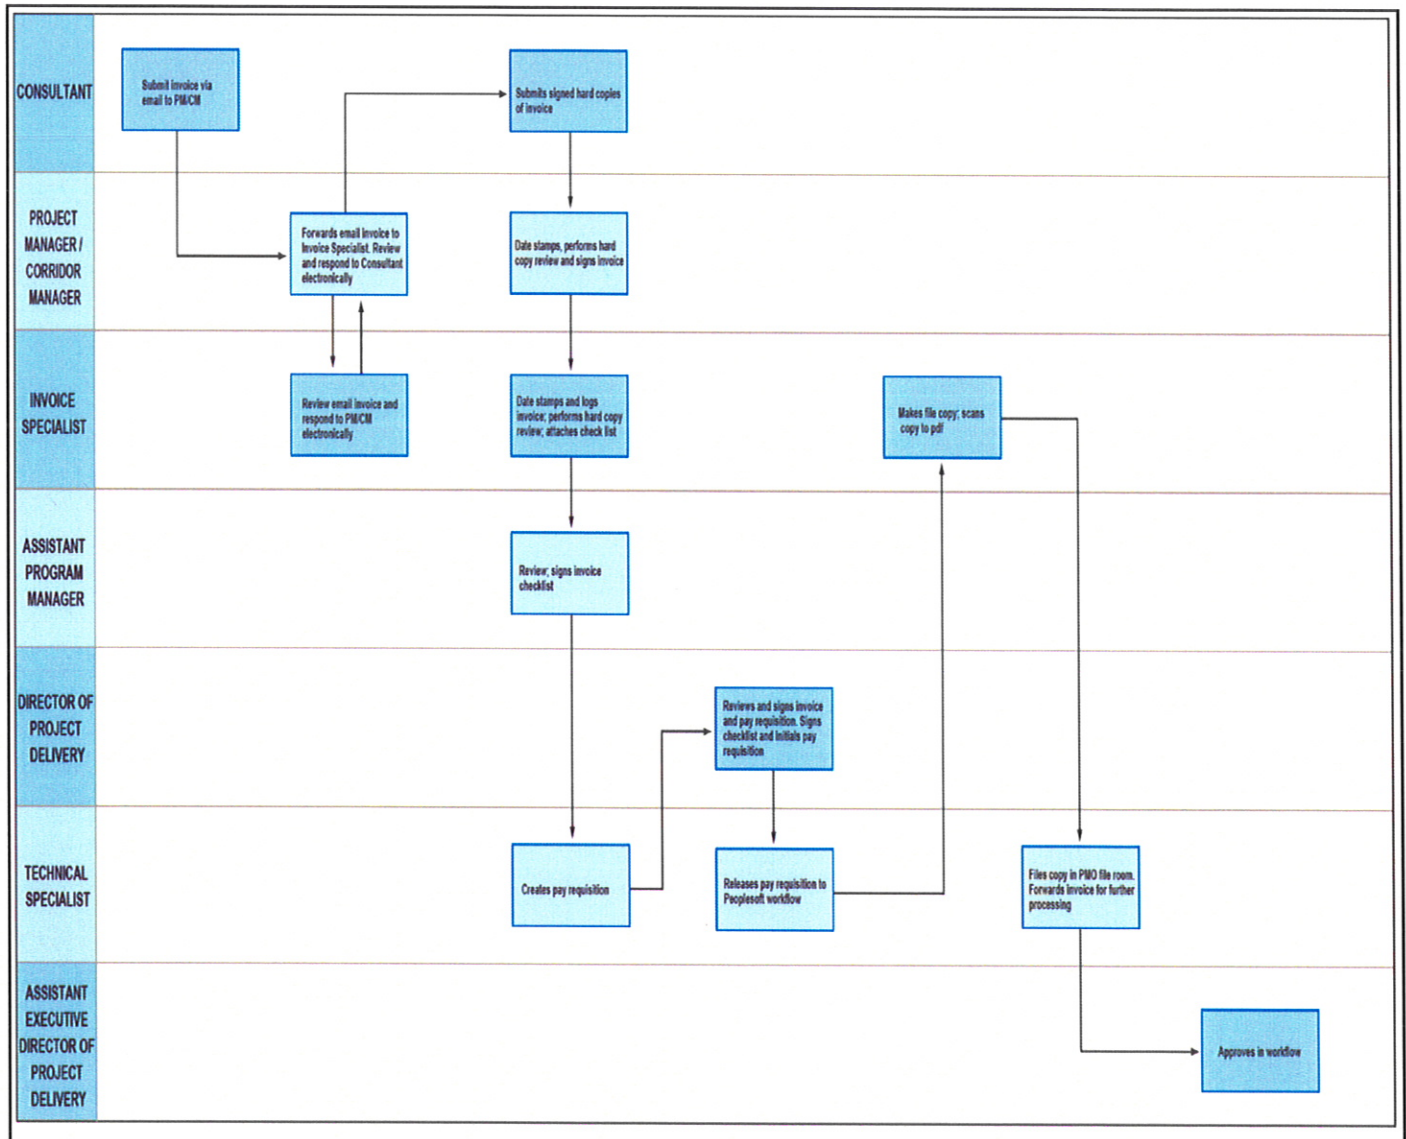 CONSULTANT
Submit invoice via
email to PM/CM
Submits signed hard copies
of invoice
PROJECT
MANAGER /
CORRIDOR
MANAGER
Forwards email Invoice to
Invoice Specialist. Review
and respond to Consultant
electronically
Date stamps, performs hard
copy review and signs invoice
INVOICE
SPECIALIST
Review email invoice and
respond to PM/CM
electronically
Date stamps and logs
invoice; performs hard copy
review; attaches check list
Makes file copy; scans
copy to pdf
ASSISTANT
PROGRAM
MANAGER
Review; signs invoice
checklist
DIRECTOR OF
PROJECT
DELIVERY
Reviews and signs invoice
and pay requisition. Signs
checklist and initials pay
requisition
TECHNICAL
SPECIALIST
Creates pay requisition
Releases pay requisition to
Peoplesoft workflow
Files copy in PMO file room.
Forwards invoice for further
processing
ASSISTANT
EXECUTIVE
DIRECTOR OF
PROJECT
DELIVERY
Approves in workflow